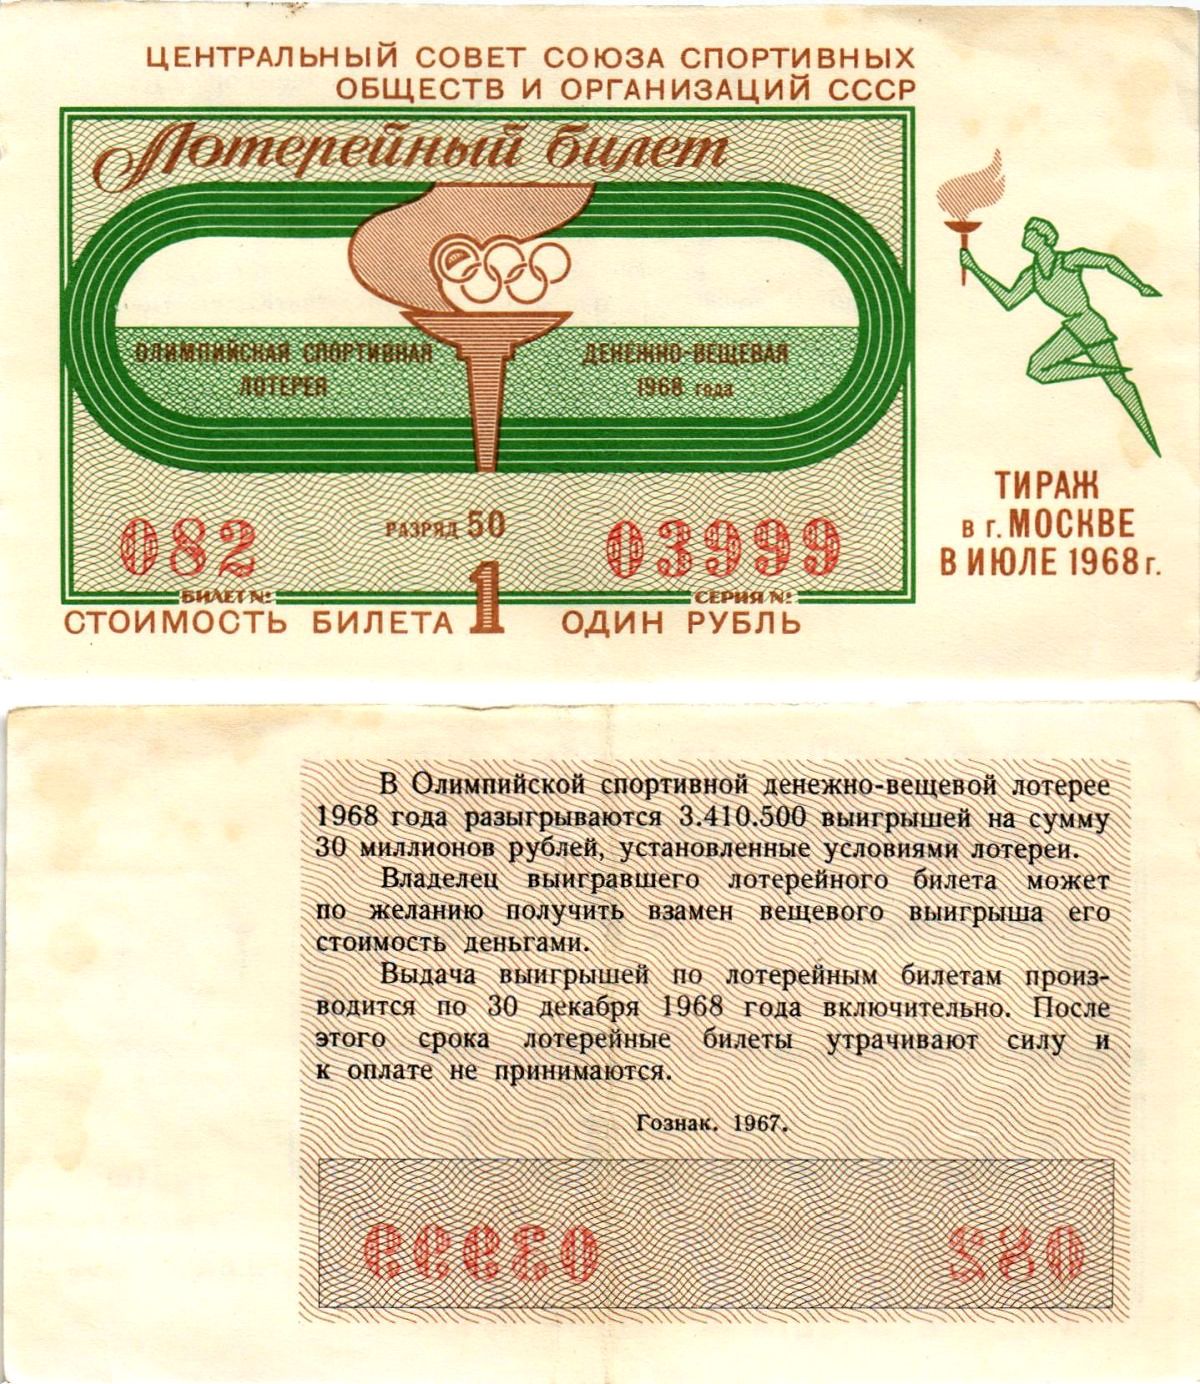 ЦЕНТРАЛЬНЫЙ СОВЕТ СОЮЗА СПОРТИВНЫХ
ОБЩЕСТВ И ОРГАНИЗАЦИЙ СССР
Лотерейный билет
ОЛИМПИЙСКАЯ СПОРТИВНАЯ
ЛОТЕРЕЯ
ДЕНЕЖНО-ВЕЩЕВАЯ
1968 года
082
РАЗРЯД 50
03999
БИЛЕТ №
СЕРИЯ №
СТОИМОСТЬ БИЛЕТА 1 ОДИН РУБЛЬ
ТИРАЖ
в г. МОСКВЕ
В ИЮЛЕ 1968 г.
В Олимпийской спортивной денежно-вещевой лотерее
1968 года разыгрываются 3.410.500 выигрышей на сумму
30 миллионов рублей, установленные условиями лотереи.
Владелец выигравшего лотерейного билета может
по желанию получить взамен вещевого выигрыша его
стоимость деньгами.
Выдача выигрышей по лотерейным билетам произ-
водится по 30 декабря 1968 года включительно. После
этого срока лотерейные билеты утрачивают силу и
к оплате не принимаются.
Гознак. 1967.
03999
082